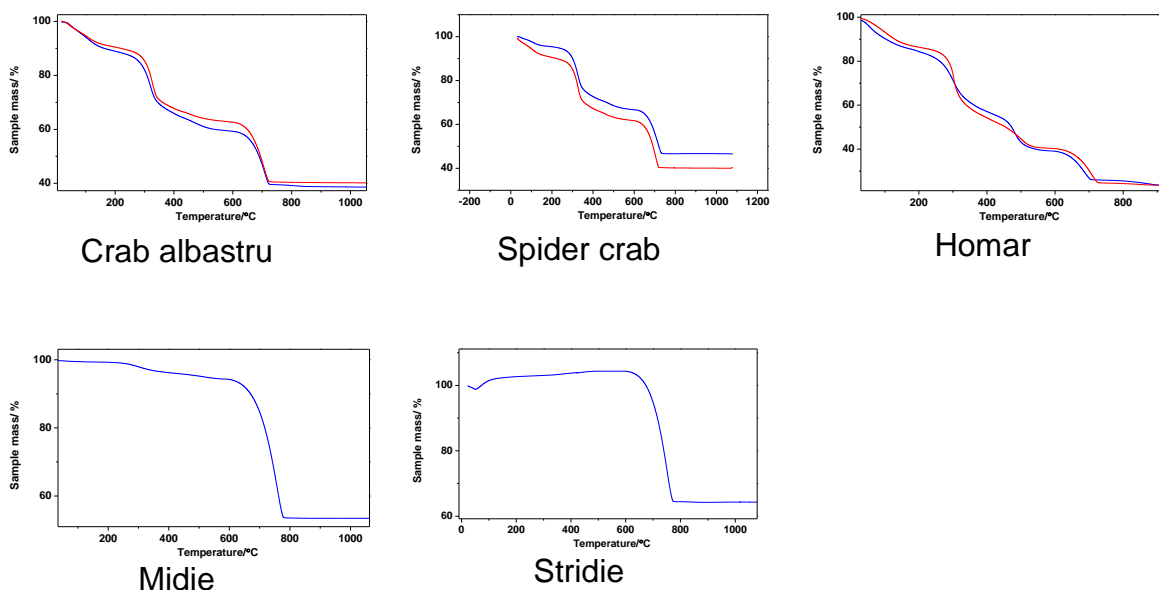 100
80
60
40
Sample mass/ %
200 400 600 800 1000
Temperature/°C
Crab albastru
100
80
60
40
Sample mass/ %
-200 0 200 400 600 800 1000 1200
Temperature/°C
Spider crab
100
80
60
40
Sample mass/ %
200 400 600 800
Temperature/°C
Homar
100
80
60
Sample mass/ %
200 400 600 800 1000
Temperature/°C
Midie
100
80
60
Sample mass/ %
0 200 400 600 800 1000
Temperature/°C
Stridie